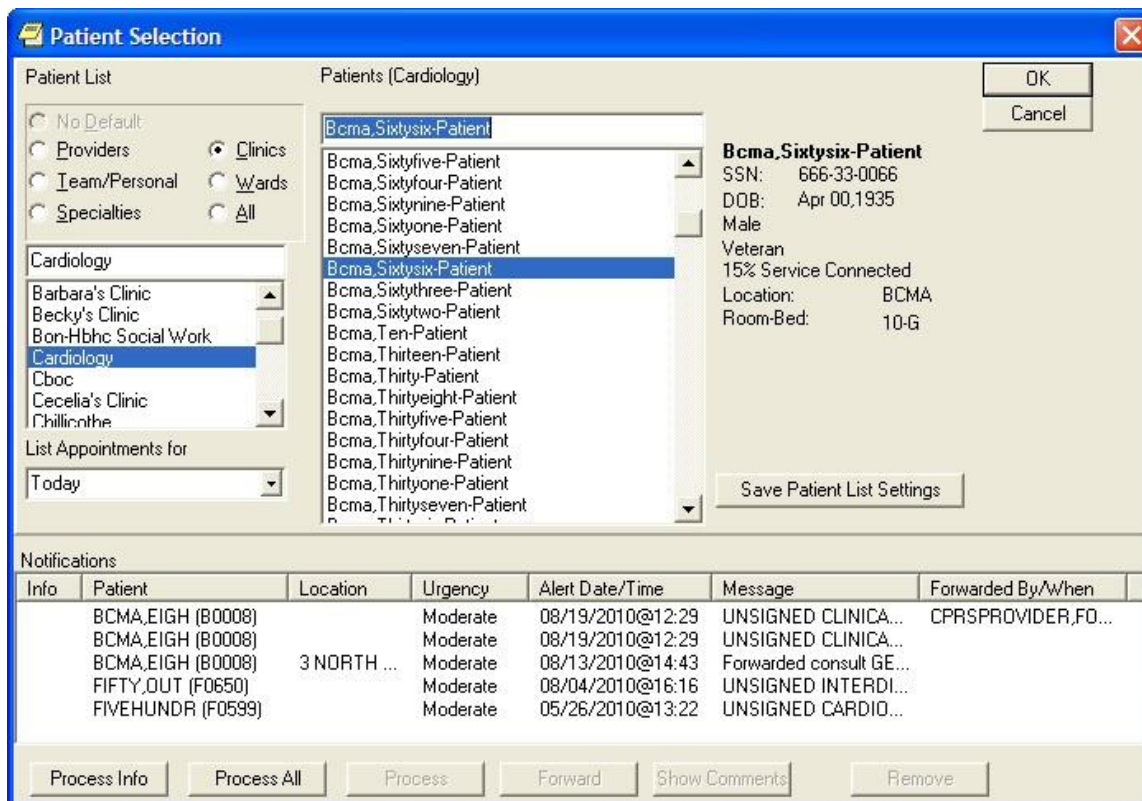 Patient Selection
Patient List
No Default
Providers
Clinics
Team/Personal
Wards
Specialties
All
Cardiology
Barbara's Clinic
Becky's Clinic
Bon-Hbhc Social Work
Cardiology
Cboc
Cecelia's Clinic
Chillicothe
List Appointments for
Today
Patients (Cardiology)
Bcma,Sixtysix-Patient
Bcma,Sixtyfive-Patient
Bcma,Sixtyfour-Patient
Bcma,Sixtynine-Patient
Bcma,Sixtyone-Patient
Bcma,Sixtyseven-Patient
Bcma,Sixtysix-Patient
Bcma,Sixtythree-Patient
Bcma,Sixtytwo-Patient
Bcma,Ten-Patient
Bcma,Thirteen-Patient
Bcma,Thirty-Patient
Bcma,Thirtyeight-Patient
Bcma,Thirtyfive-Patient
Bcma,Thirtyfour-Patient
Bcma,Thirtynine-Patient
Bcma,Thirtyone-Patient
Bcma,Thirtyseven-Patient
OK
Cancel
Bcma,Sixtysix-Patient
SSN: 666-33-0066
DOB: Apr 00,1935
Male
Veteran
15% Service Connected
Location: BCMA
Room-Bed: 10-G
Save Patient List Settings
Notifications
Info Patient Location Urgency Alert Date/Time Message Forwarded By/When
BCMA,EIGH (B0008) Moderate 08/19/2010@12:29 UNSIGNED CLINICA... CPRSPROVIDER,FO...
BCMA,EIGH (B0008) Moderate 08/19/2010@12:29 UNSIGNED CLINICA...
BCMA,EIGH (B0008) 3 NORTH ... Moderate 08/13/2010@14:43 Forwarded consult GE...
FIFTY,OUT (F0650) Moderate 08/04/2010@16:16 UNSIGNED INTERDI...
FIVEHUNDR (F0599) Moderate 05/26/2010@13:22 UNSIGNED CARDIO...
Process Info Process All Process Forward Show Comments Remove